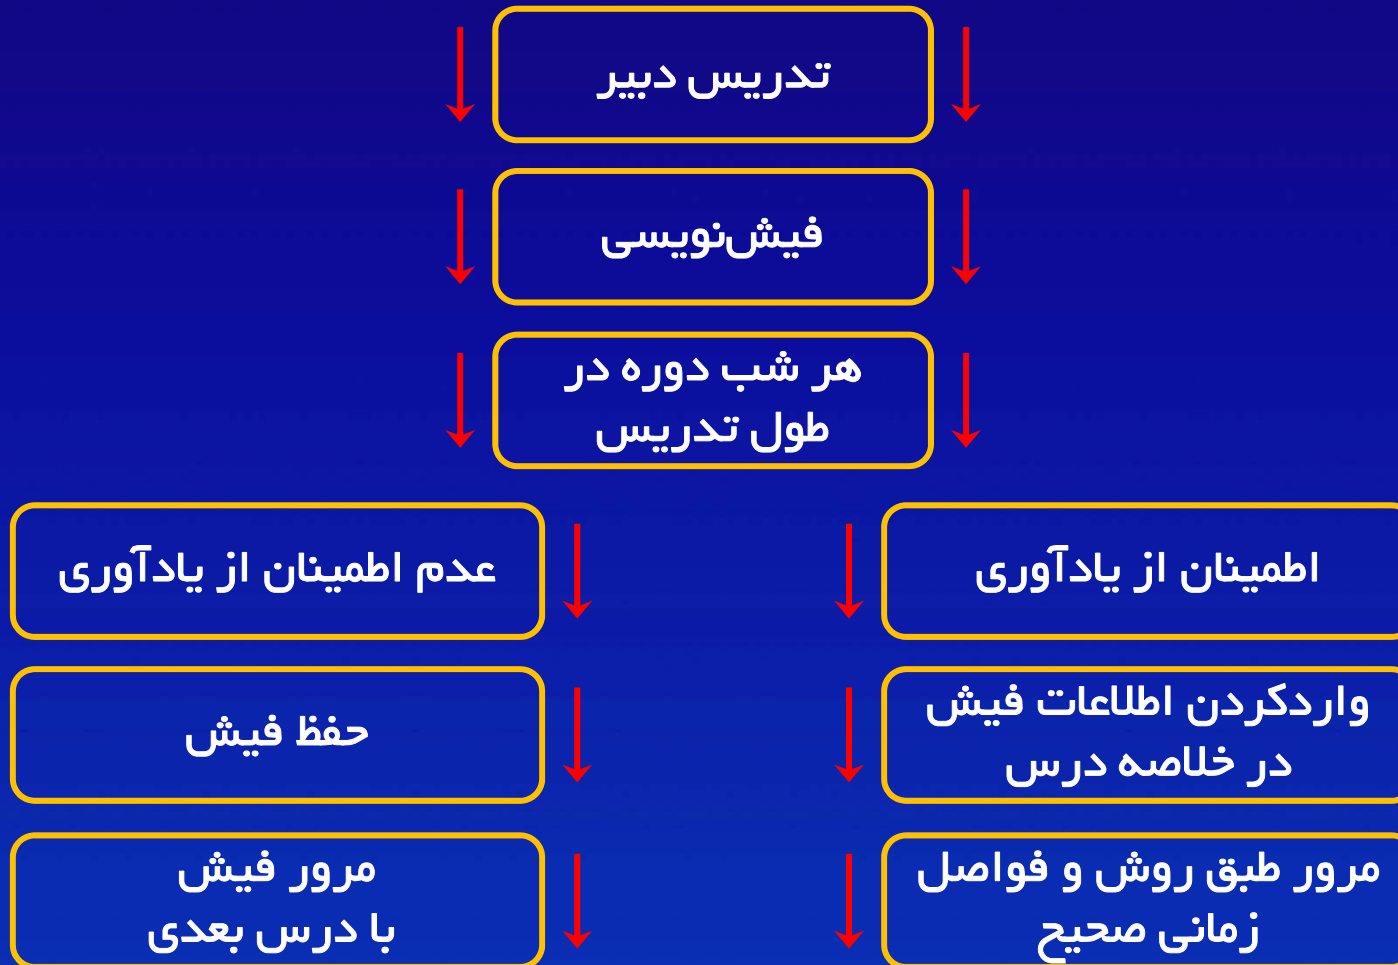 تدریس دبیر
فیش‌نویسی
هر شب دوره در
طول تدریس
اطمینان از یادآوری
عدم اطمینان از یادآوری
واردکردن اطلاعات فیش
در خلاصه درس
حفظ فیش
مرور طبق روش و فواصل
زمانی صحیح
مرور فیش
با درس بعدی